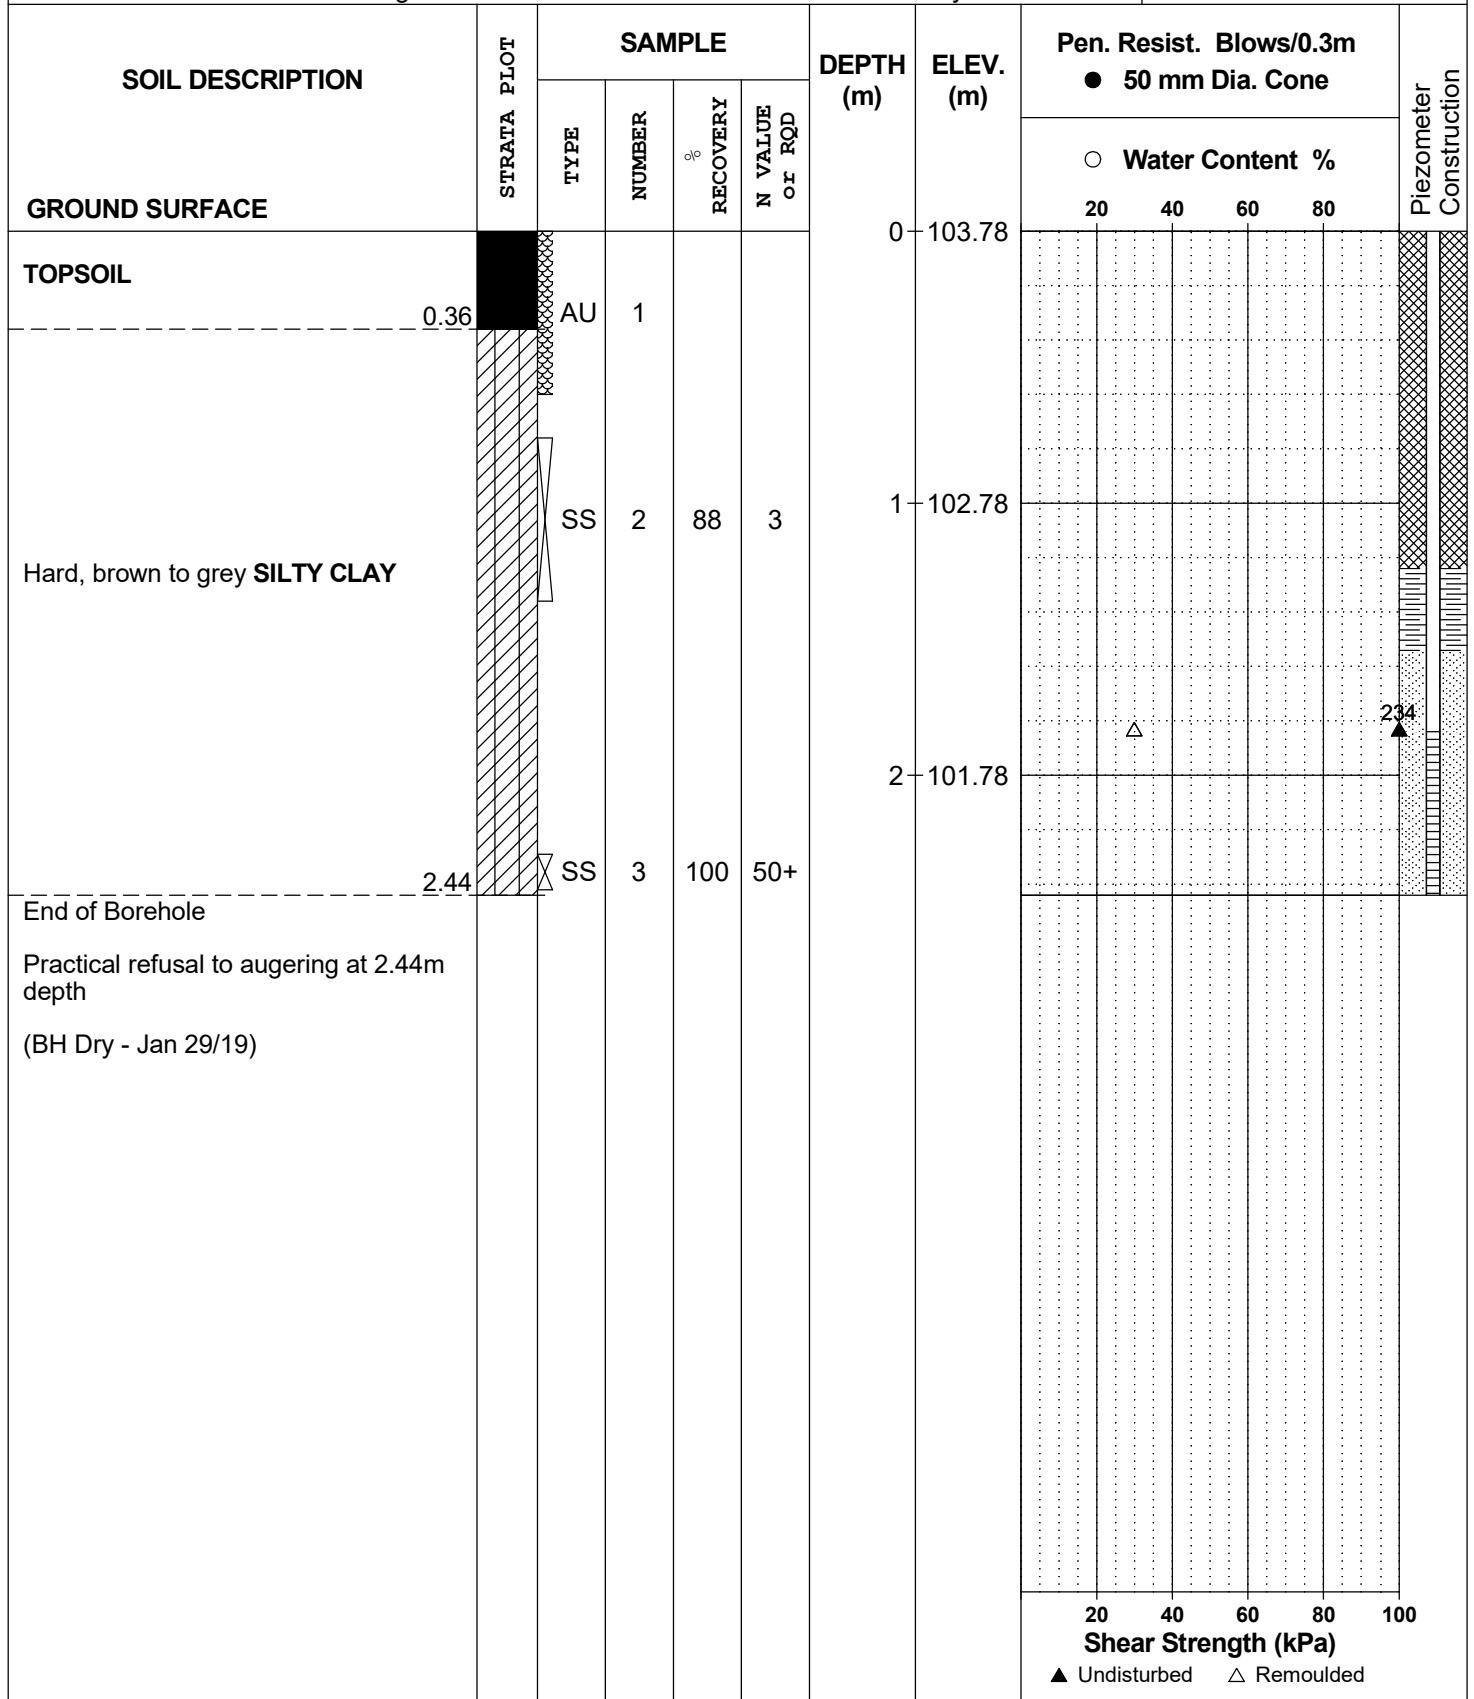 SOIL DESCRIPTION
GROUND SURFACE
STRATA PLOT
SAMPLE
TYPE
NUMBER
%
RECOVERY
N VALUE
or RQD
DEPTH
(m)
ELEV.
(m)
Pen. Resist. Blows/0.3m
● 50 mm Dia. Cone
○ Water Content %
20 40 60 80
Piezometer
Construction
0 103.78
TOPSOIL
0.36
AU 1
1 102.78
SS 2 88 3
Hard, brown to grey SILTY CLAY
234
2 101.78
SS 3 100 50+
2.44
End of Borehole
Practical refusal to augering at 2.44m
depth
(BH Dry - Jan 29/19)
20 40 60 80 100
Shear Strength (kPa)
▲ Undisturbed △ Remoulded